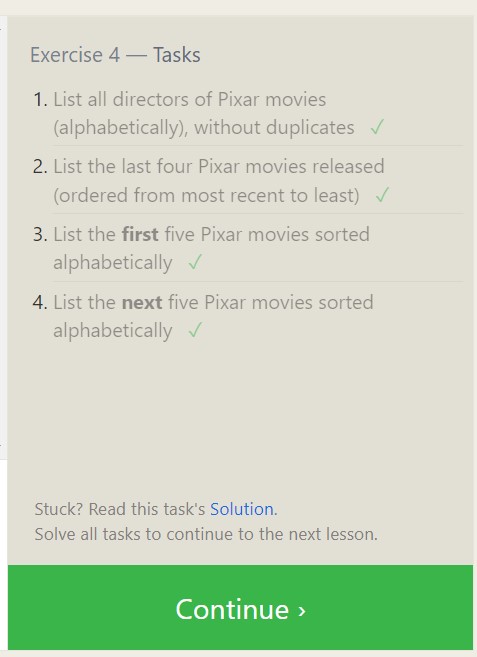 Exercise 4 — Tasks
1. List all directors of Pixar movies
(alphabetically), without duplicates ✓
2. List the last four Pixar movies released
(ordered from most recent to least) ✓
3. List the first five Pixar movies sorted
alphabetically ✓
4. List the next five Pixar movies sorted
alphabetically ✓
Stuck? Read this task's Solution.
Solve all tasks to continue to the next lesson.
Continue ›